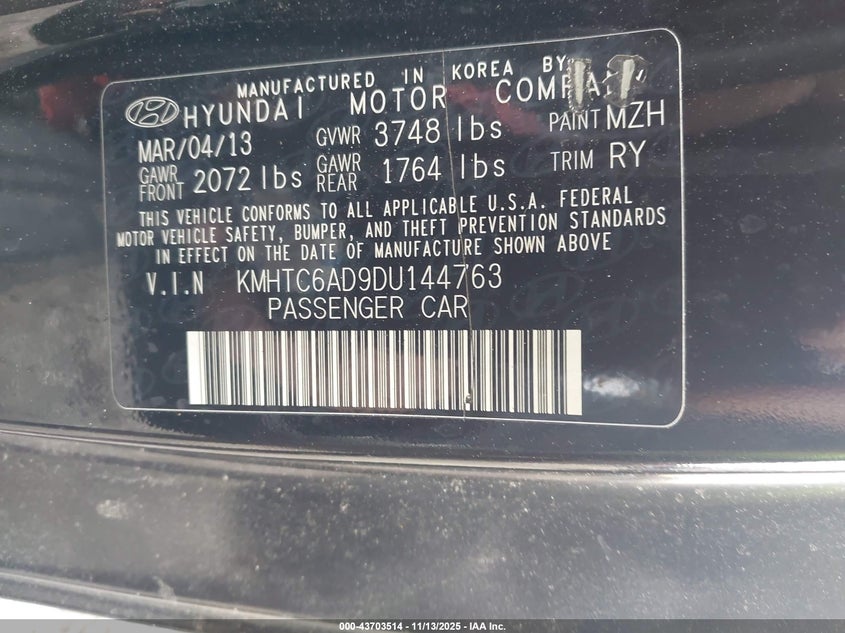 MANUFACTURED IN KOREA BY
HYUNDAI MOTOR COMPANY
MAR/04/13 GVWR 3748 lbs PAINT MZH
GAWR FRONT 2072 lbs GAWR REAR 1764 lbs TRIM RY
THIS VEHICLE CONFORMS TO ALL APPLICABLE U.S.A. FEDERAL
MOTOR VEHICLE SAFETY, BUMPER, AND THEFT PREVENTION STANDARDS
IN EFFECT ON THE DATE OF MANUFACTURE SHOWN ABOVE
V.I.N KMHTC6AD9DU144763
PASSENGER CAR
000-43703514 - 11/13/2025 - IAA Inc.